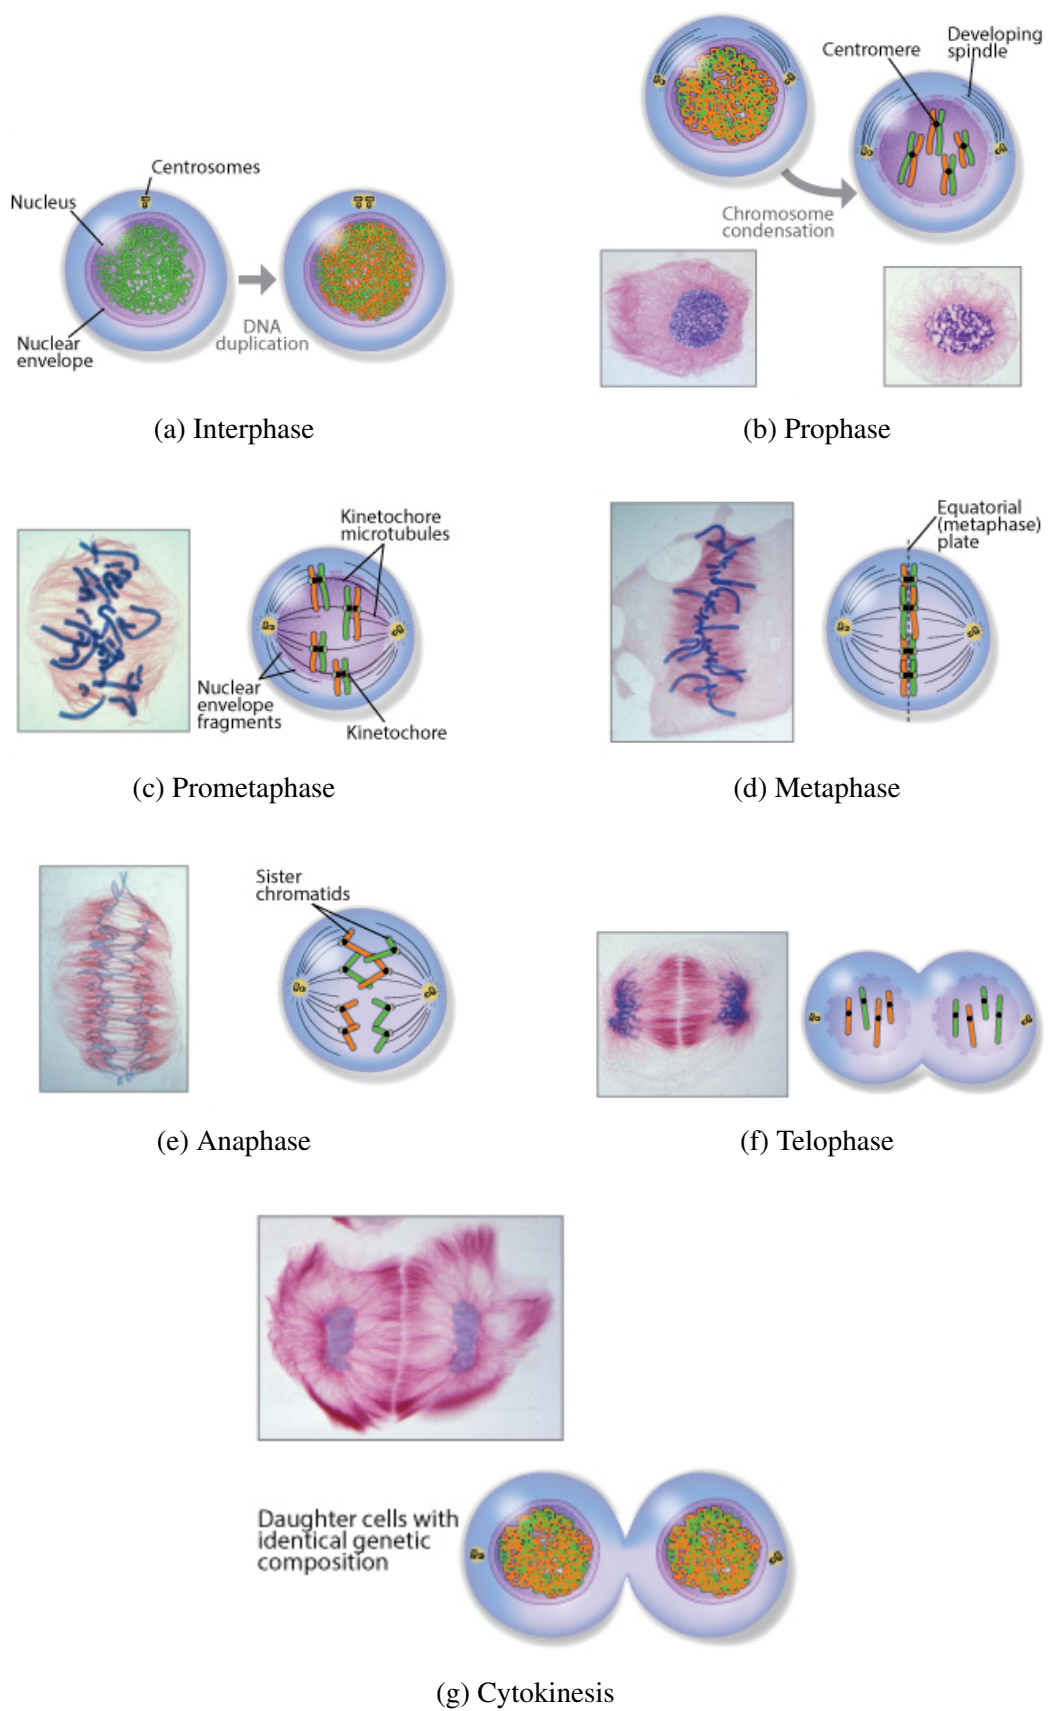 Centrosomes
Nucleus
DNA
duplication
Nuclear
envelope
(a) Interphase
Developing
spindle
Centromere
Chromosome
condensation
(b) Prophase
Kinetochore
microtubules
Nuclear
envelope
fragments
Kinetochore
(c) Prometaphase
Equatorial
(metaphase)
plate
(d) Metaphase
Sister
chromatids
(e) Anaphase
(f) Telophase
Daughter cells with
identical genetic
composition
(g) Cytokinesis